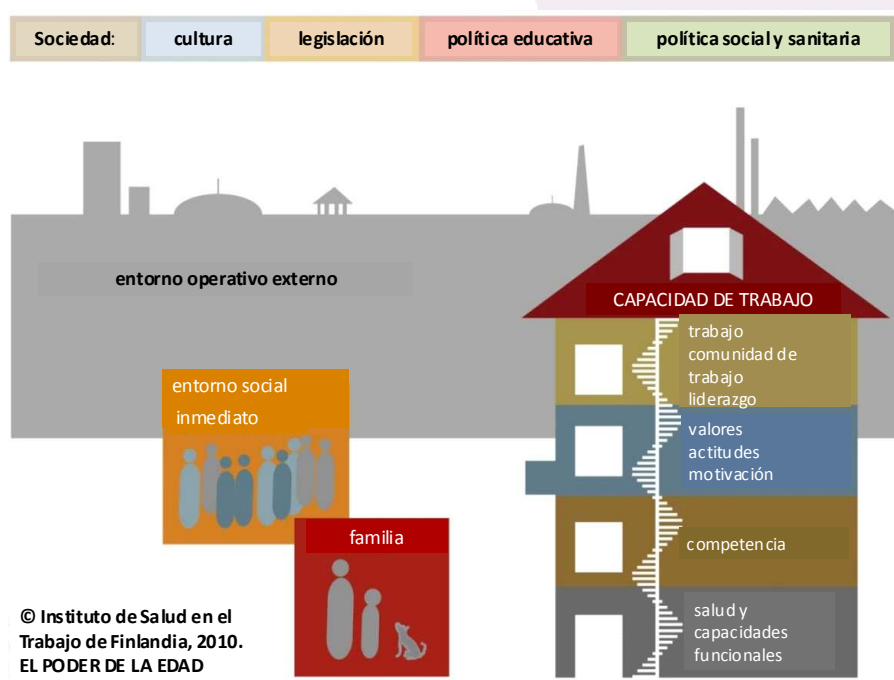 Sociedad: cultura legislación política educativa política social y sanitaria
entorno operativo externo
CAPACIDAD DE TRABAJO
trabajo
comunidad de
trabajo
liderazgo
entorno social
inmediato
valores
actitudes
motivación
familia
competencia
salud y
capacidades
funcionales
© Instituto de Salud en el
Trabajo de Finlandia, 2010.
EL PODER DE LA EDAD